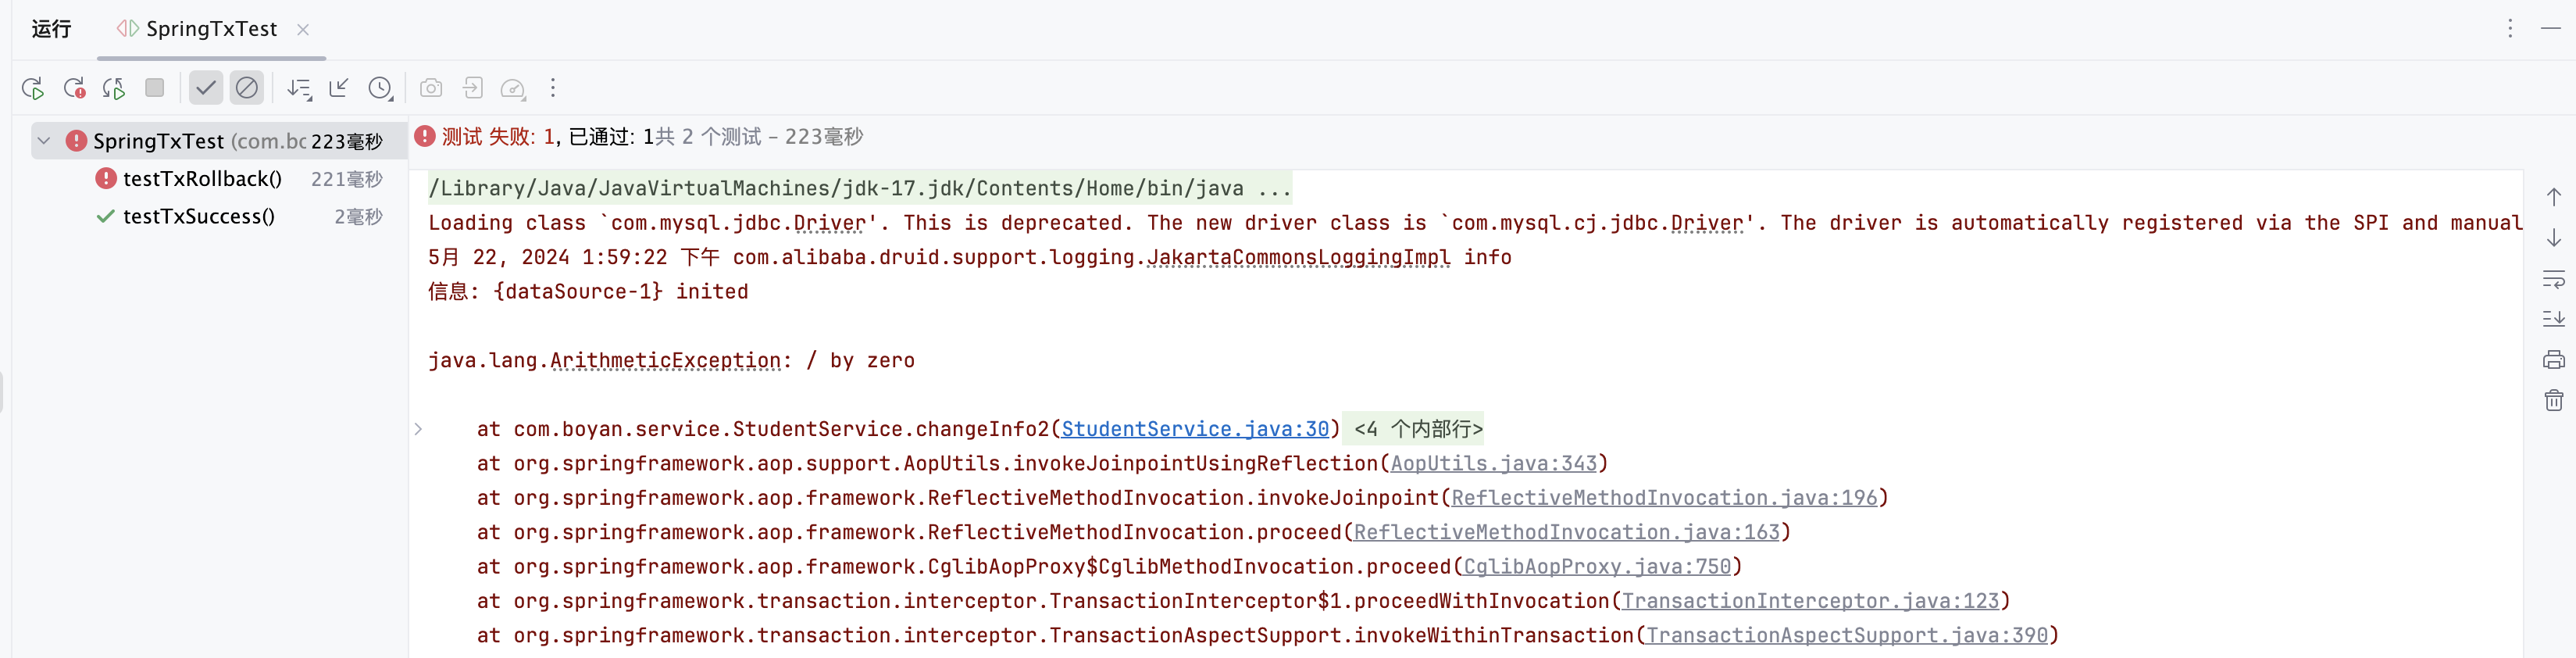 运行 SpringTxTest
SpringTxTest (com.bc 223毫秒
testTxRollback() 221毫秒
testTxSuccess() 2毫秒
测试 失败: 1, 已通过: 1共 2 个测试 – 223毫秒
/Library/Java/JavaVirtualMachines/jdk-17.jdk/Contents/Home/bin/java ...
Loading class `com.mysql.jdbc.Driver'. This is deprecated. The new driver class is `com.mysql.cj.jdbc.Driver'. The driver is automatically registered via the SPI and manual
5月 22, 2024 1:59:22 下午 com.alibaba.druid.support.logging.JakartaCommonsLoggingImpl info
信息: {dataSource-1} inited
java.lang.ArithmeticException: / by zero
at com.boyan.service.StudentService.changeInfo2(StudentService.java:30) <4 个内部行>
at org.springframework.aop.support.AopUtils.invokeJoinpointUsingReflection(AopUtils.java:343)
at org.springframework.aop.framework.ReflectiveMethodInvocation.invokeJoinpoint(ReflectiveMethodInvocation.java:196)
at org.springframework.aop.framework.ReflectiveMethodInvocation.proceed(ReflectiveMethodInvocation.java:163)
at org.springframework.aop.framework.CglibAopProxy$CglibMethodInvocation.proceed(CglibAopProxy.java:750)
at org.springframework.transaction.interceptor.TransactionInterceptor$1.proceedWithInvocation(TransactionInterceptor.java:123)
at org.springframework.transaction.interceptor.TransactionAspectSupport.invokeWithinTransaction(TransactionAspectSupport.java:390)